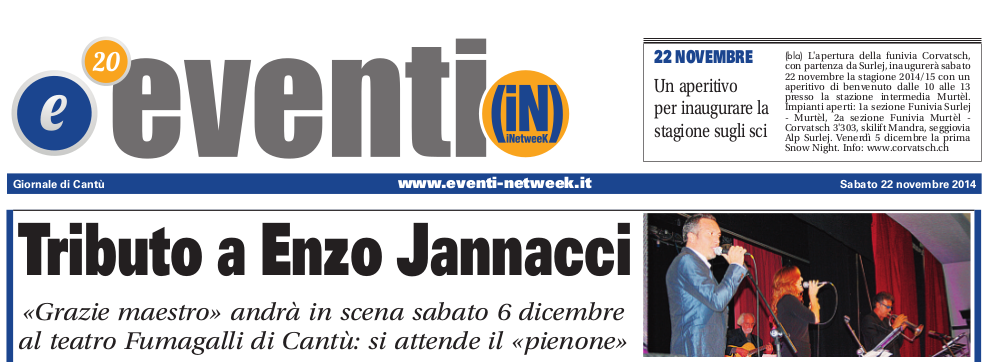 e
20
eventi
(iN)
iNetweeK
22 NOVEMBRE
Un aperitivo
per inaugurare la
stagione sugli sci
(blo) L'apertura della funivia Corvatsch,
con partenza da Surlej, inaugurerà sabato
22 novembre la stagione 2014/15 con un
aperitivo di benvenuto dalle 10 alle 13
presso la stazione intermedia Murtèl.
Impianti aperti: 1a sezione Funivia Surlej
- Murtèl, 2a sezione Funivia Murtèl -
Corvatsch 3'303, skilift Mandra, seggiovia
Alp Surlej. Venerdì 5 dicembre la prima
Snow Night. Info: www.corvatsch.ch
Giornale di Cantù
www.eventi-netweek.it
Sabato 22 novembre 2014
Tributo a Enzo Jannacci
«Grazie maestro» andrà in scena sabato 6 dicembre
al teatro Fumagalli di Cantù: si attende il «pienone»